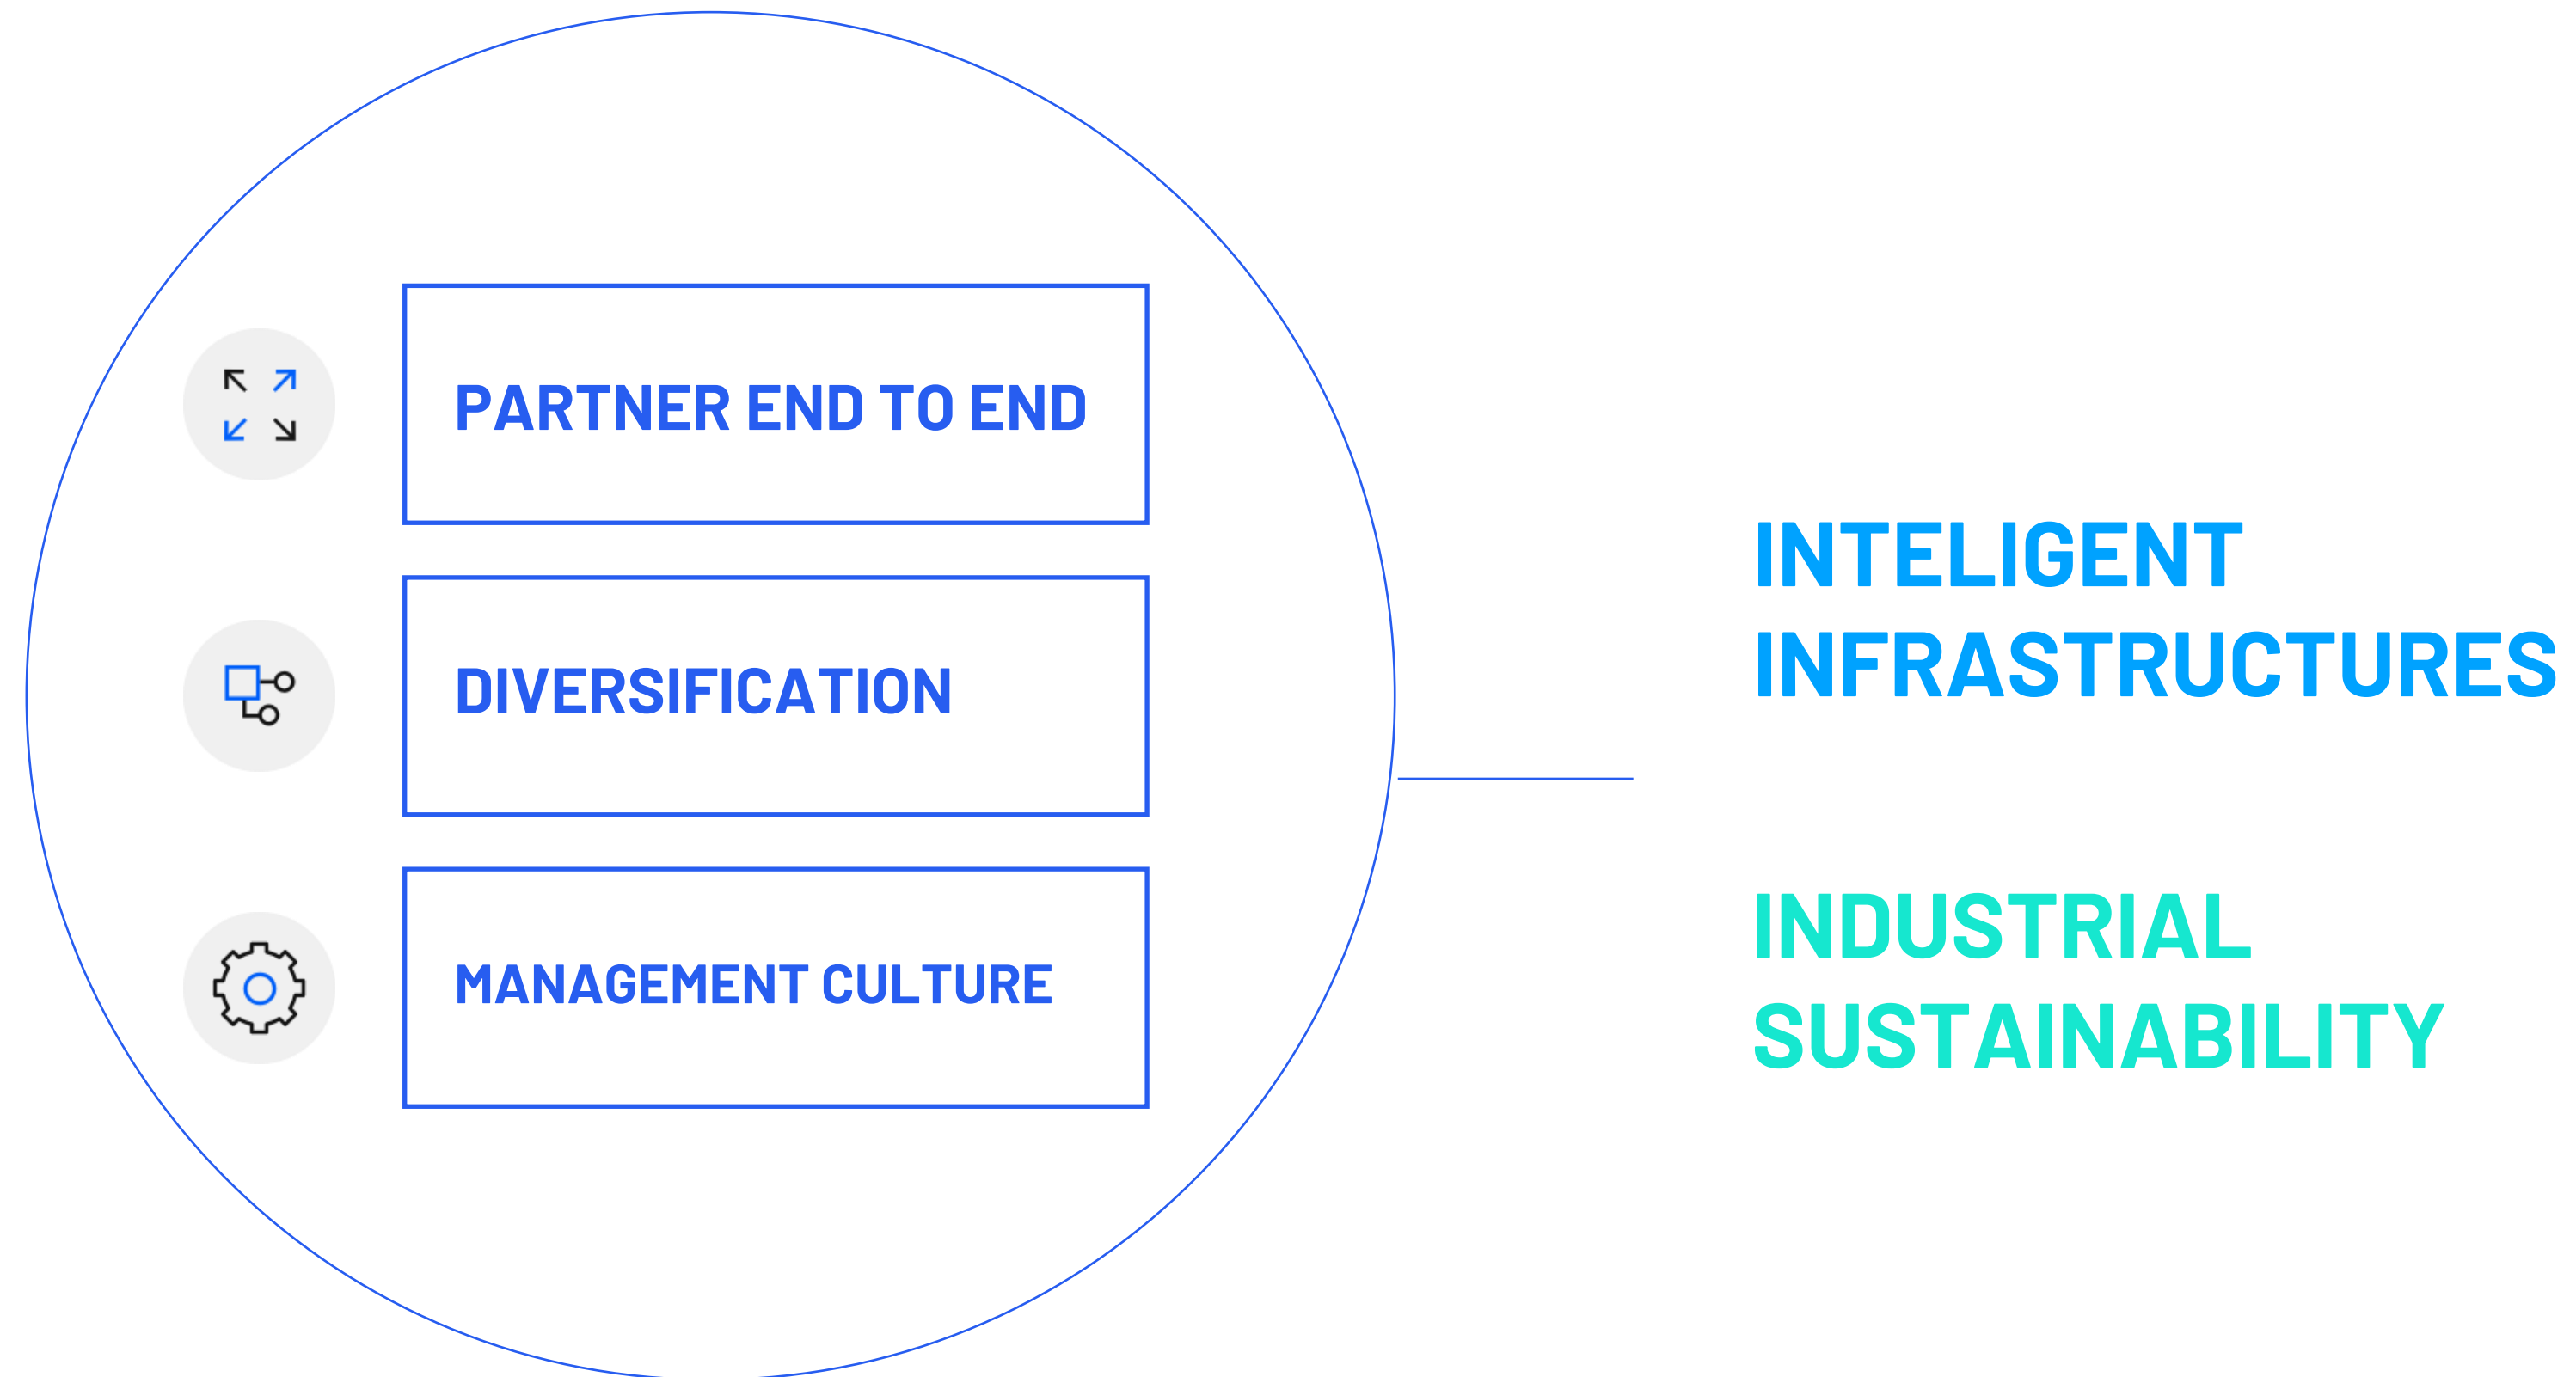 PARTNER END TO END
DIVERSIFICATION
MANAGEMENT CULTURE
INTELIGENT
INFRASTRUCTURES
INDUSTRIAL
SUSTAINABILITY